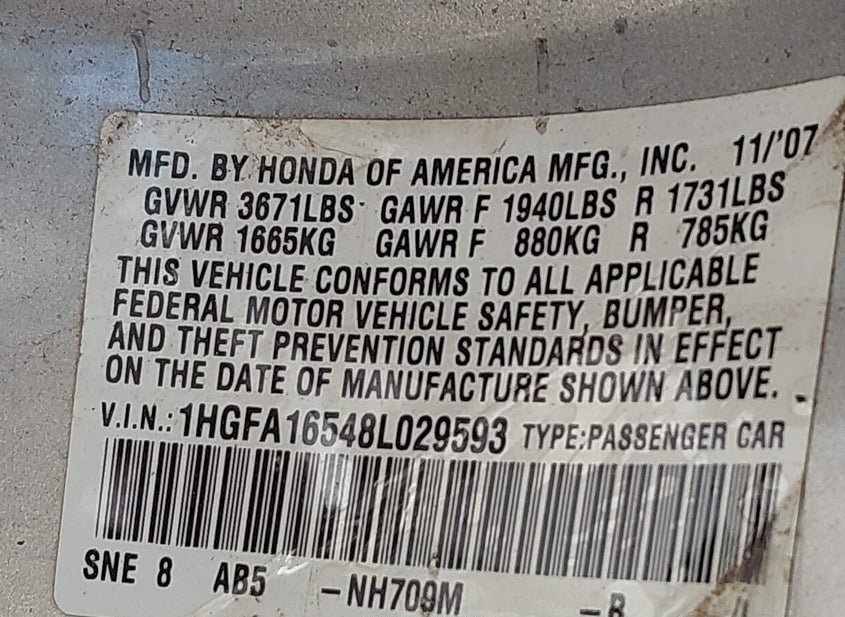 MFD. BY HONDA OF AMERICA MFG., INC. 11/'07
GVWR 3671LBS GAWR F 1940LBS R 1731LBS
GVWR 1665KG GAWR F 880KG R 785KG
THIS VEHICLE CONFORMS TO ALL APPLICABLE
FEDERAL MOTOR VEHICLE SAFETY, BUMPER,
AND THEFT PREVENTION STANDARDS IN EFFECT
ON THE DATE OF MANUFACTURE SHOWN ABOVE.
V.I.N.: 1HGFA16548L029593 TYPE:PASSENGER CAR
SNE 8 AB5 -NH709M